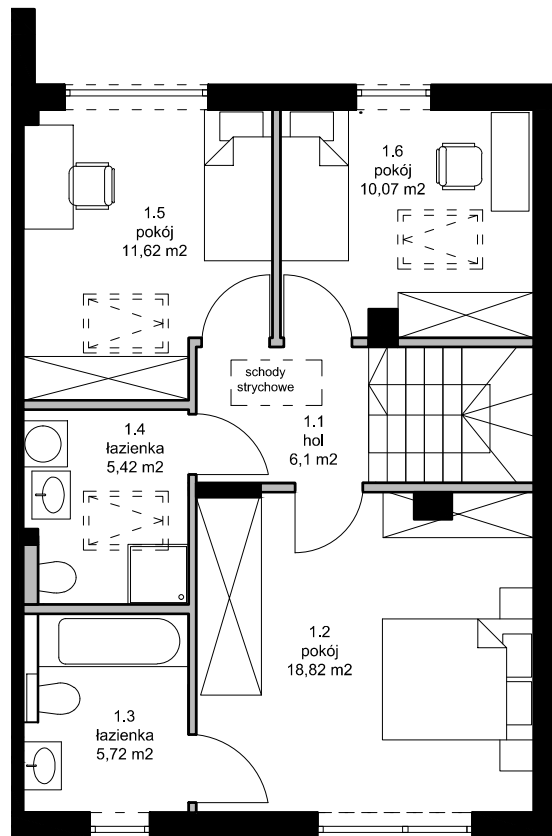 1.5
pokój
11,62 m2
1.6
pokój
10,07 m2
schody
strychowe
1.1
hol
6,1 m2
1.4
łazienka
5,42 m2
1.2
pokój
18,82 m2
1.3
łazienka
5,72 m2